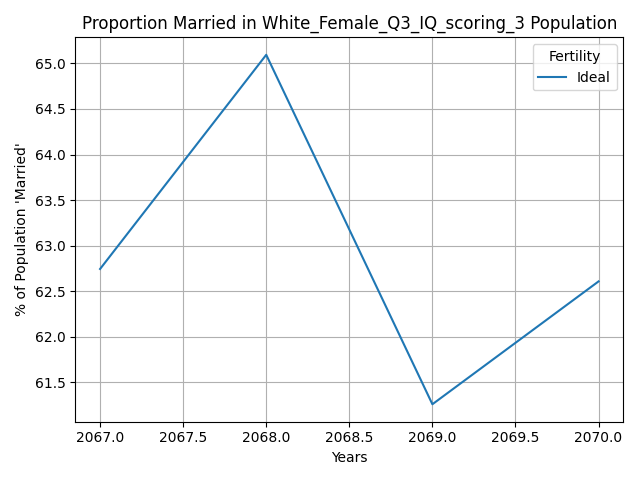 Proportion Married in White_Female_Q3_IQ_scoring_3 Population
Fertility
Ideal
% of Population 'Married'
65.0
64.5
64.0
63.5
63.0
62.5
62.0
61.5
2067.0 2067.5 2068.0 2068.5 2069.0 2069.5 2070.0
Years